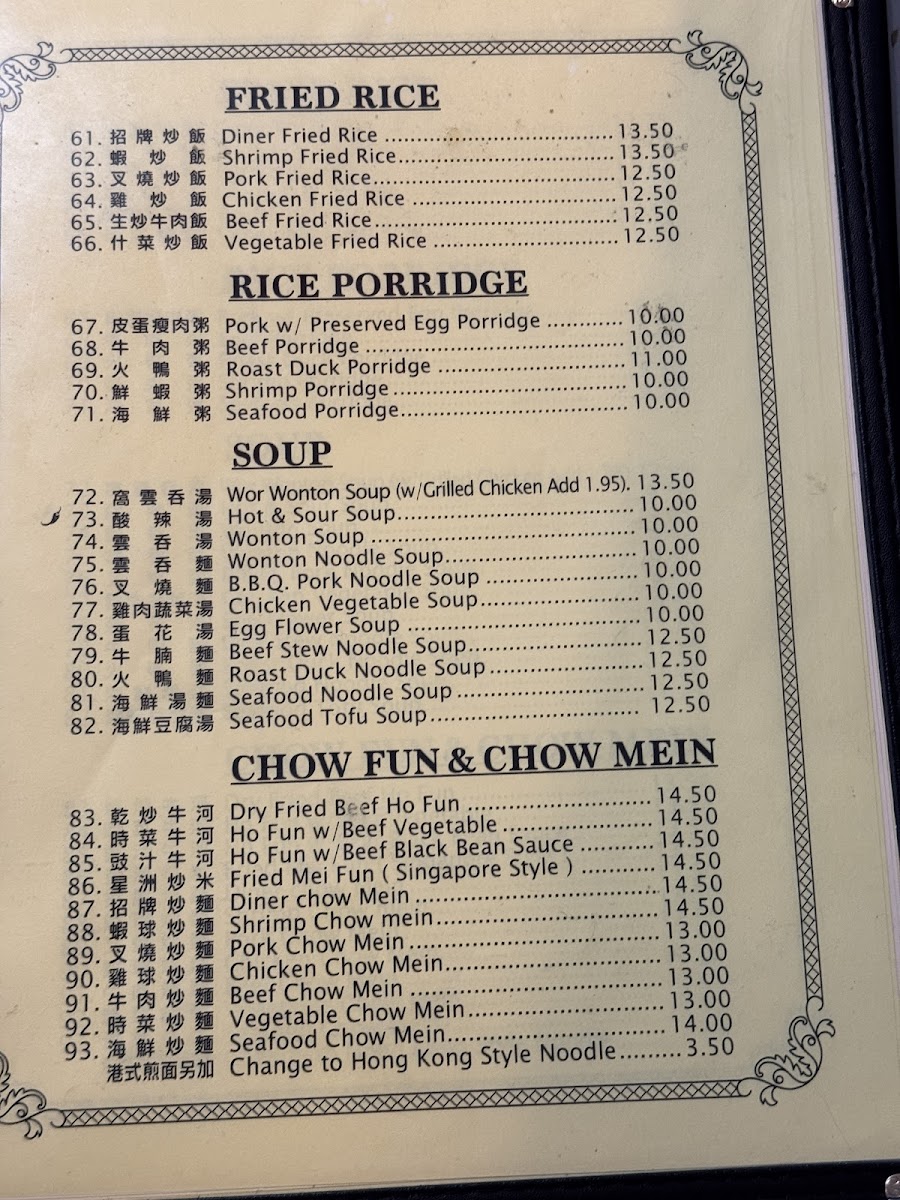 FRIED RICE
61. 招牌炒飯 Diner Fried Rice ................................ 13.50
62. 蝦炒飯 Shrimp Fried Rice................................ 13.50
63. 叉燒炒飯 Pork Fried Rice................................ 12.50
64. 雞炒飯 Chicken Fried Rice ................................ 12.50
65. 生炒牛肉飯 Beef Fried Rice................................ 12.50
66. 什菜炒飯 Vegetable Fried Rice ........................... 12.50
RICE PORRIDGE
67. 皮蛋瘦肉粥 Pork w/ Preserved Egg Porridge ............ 10.00
68. 牛肉粥 Beef Porridge ................................ 10.00
69. 火鴨粥 Roast Duck Porridge ........................... 11.00
70. 鮮蝦粥 Shrimp Porridge ................................ 10.00
71. 海鮮粥 Seafood Porridge................................ 10.00
SOUP
72. 窩雲吞湯 Wor Wonton Soup (w/Grilled Chicken Add 1.95). 13.50
73. 酸辣湯 Hot & Sour Soup................................ 10.00
74. 雲吞湯 Wonton Soup ................................ 10.00
75. 雲吞麵 Wonton Noodle Soup........................... 10.00
76. 叉燒麵 B.B.Q. Pork Noodle Soup ...................... 10.00
77. 雞肉蔬菜湯 Chicken Vegetable Soup....................... 10.00
78. 蛋花湯 Egg Flower Soup ................................ 10.00
79. 牛腩麵 Beef Stew Noodle Soup......................... 12.50
80. 火鴨麵 Roast Duck Noodle Soup ...................... 12.50
81. 海鮮湯麵 Seafood Noodle Soup ........................... 12.50
82. 海鮮豆腐湯 Seafood Tofu Soup.............................. 12.50
CHOW FUN & CHOW MEIN
83. 乾炒牛河 Dry Fried Beef Ho Fun .......................... 14.50
84. 時菜牛河 Ho Fun w/Beef Vegetable ..................... 14.50
85. 豉汁牛河 Ho Fun w/Beef Black Bean Sauce ........... 14.50
86. 星洲炒米 Fried Mei Fun ( Singapore Style ) ............ 14.50
87. 招牌炒麵 Diner chow Mein ................................ 14.50
88. 蝦球炒麵 Shrimp Chow mein............................... 14.50
89. 叉燒炒麵 Pork Chow Mein ................................ 13.00
90. 雞球炒麵 Chicken Chow Mein.............................. 13.00
91. 牛肉炒麵 Beef Chow Mein ................................ 13.00
92. 時菜炒麵 Vegetable Chow Mein........................... 13.00
93. 海鮮炒麵 Seafood Chow Mein.............................. 14.00
港式煎面另加 Change to Hong Kong Style Noodle......... 3.50